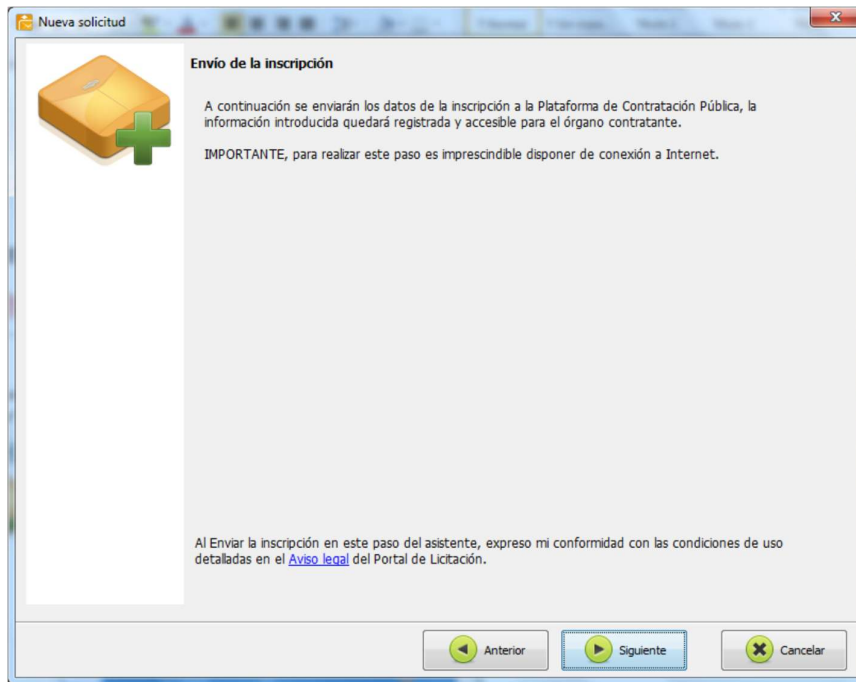 Nueva solicitud
Envío de la inscripción
A continuación se enviarán los datos de la inscripción a la Plataforma de Contratación Pública, la
información introducida quedará registrada y accesible para el órgano contratante.
IMPORTANTE, para realizar este paso es imprescindible disponer de conexión a Internet.
Al Enviar la inscripción en este paso del asistente, expreso mi conformidad con las condiciones de uso
detalladas en el Aviso legal del Portal de Licitación.
Anterior Siguiente Cancelar